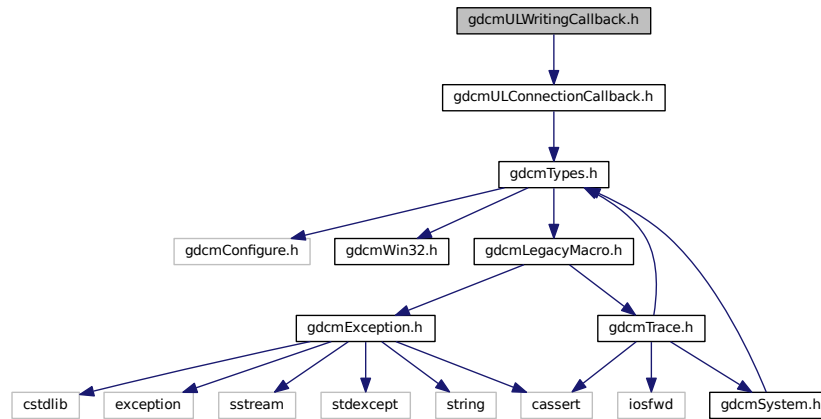 gdcmULWritingCallback.h
gdcmULConnectionCallback.h
gdcmTypes.h
gdcmConfigure.h
gdcmWin32.h
gdcmLegacyMacro.h
gdcmException.h
gdcmTrace.h
cstdlib
exception
sstream
stdexcept
string
cassert
iosfwd
gdcmSystem.h